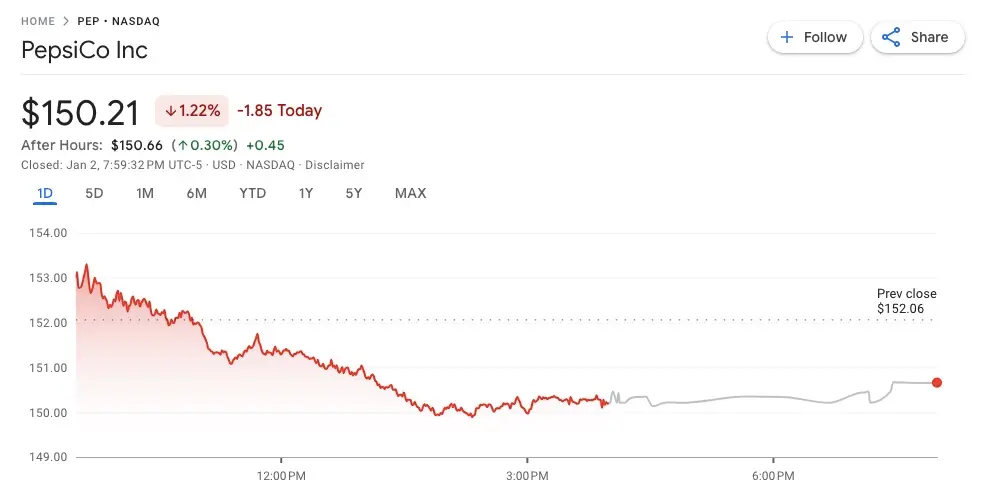 HOME > PEP • NASDAQ
PepsiCo Inc
+ Follow
Share
$150.21 ↓1.22% -1.85 Today
After Hours: $150.66 (↑0.30%) +0.45
Closed: Jan 2, 7:59:32 PM UTC-5 · USD · NASDAQ · Disclaimer
1D 5D 1M 6M YTD 1Y 5Y MAX
154.00
153.00
Prev close
$152.06
152.00
151.00
150.00
149.00
12:00 PM 3:00 PM 6:00 PM